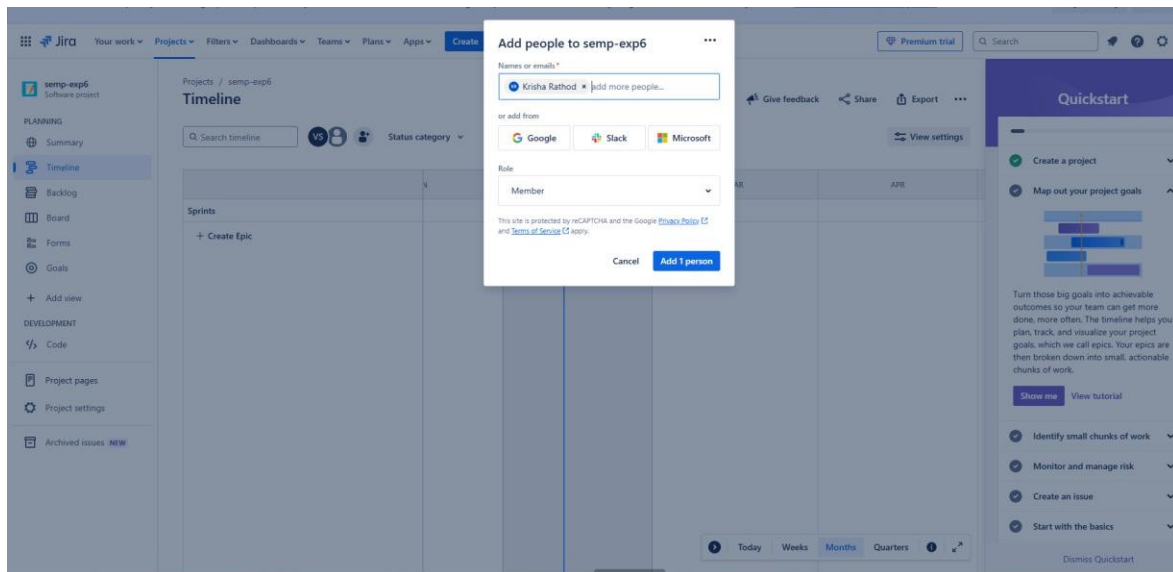 Jira
Your work
Projects
Filters
Dashboards
Teams
Plans
Apps
Create
Premium trial
Search
semp-exp6
Software project
PLANNING
Summary
Timeline
Backlog
Board
Forms
Goals
+ Add view
DEVELOPMENT
Code
Project pages
Project settings
Archived issues NEW
Projects / semp-exp6
Timeline
Search timeline
VS
Status category
Give feedback
Share
Export
View settings
APR
Sprints
+ Create Epic
Add people to semp-exp6
Names or emails *
Krisha Rathod × add more people...
or add from
Google
Slack
Microsoft
Role
Member
This site is protected by reCAPTCHA and the Google Privacy Policy
and Terms of Service apply.
Cancel
Add 1 person
Today
Weeks
Months
Quarters
Quickstart
Create a project
Map out your project goals
Turn those big goals into achievable
outcomes so your team can get more
done, more often. The timeline helps you
plan, track, and visualize your project
goals, which we call epics. Your epics are
then broken down into small, actionable
chunks of work.
Show me
View tutorial
Identify small chunks of work
Monitor and manage risk
Create an issue
Start with the basics
Dismiss Quickstart